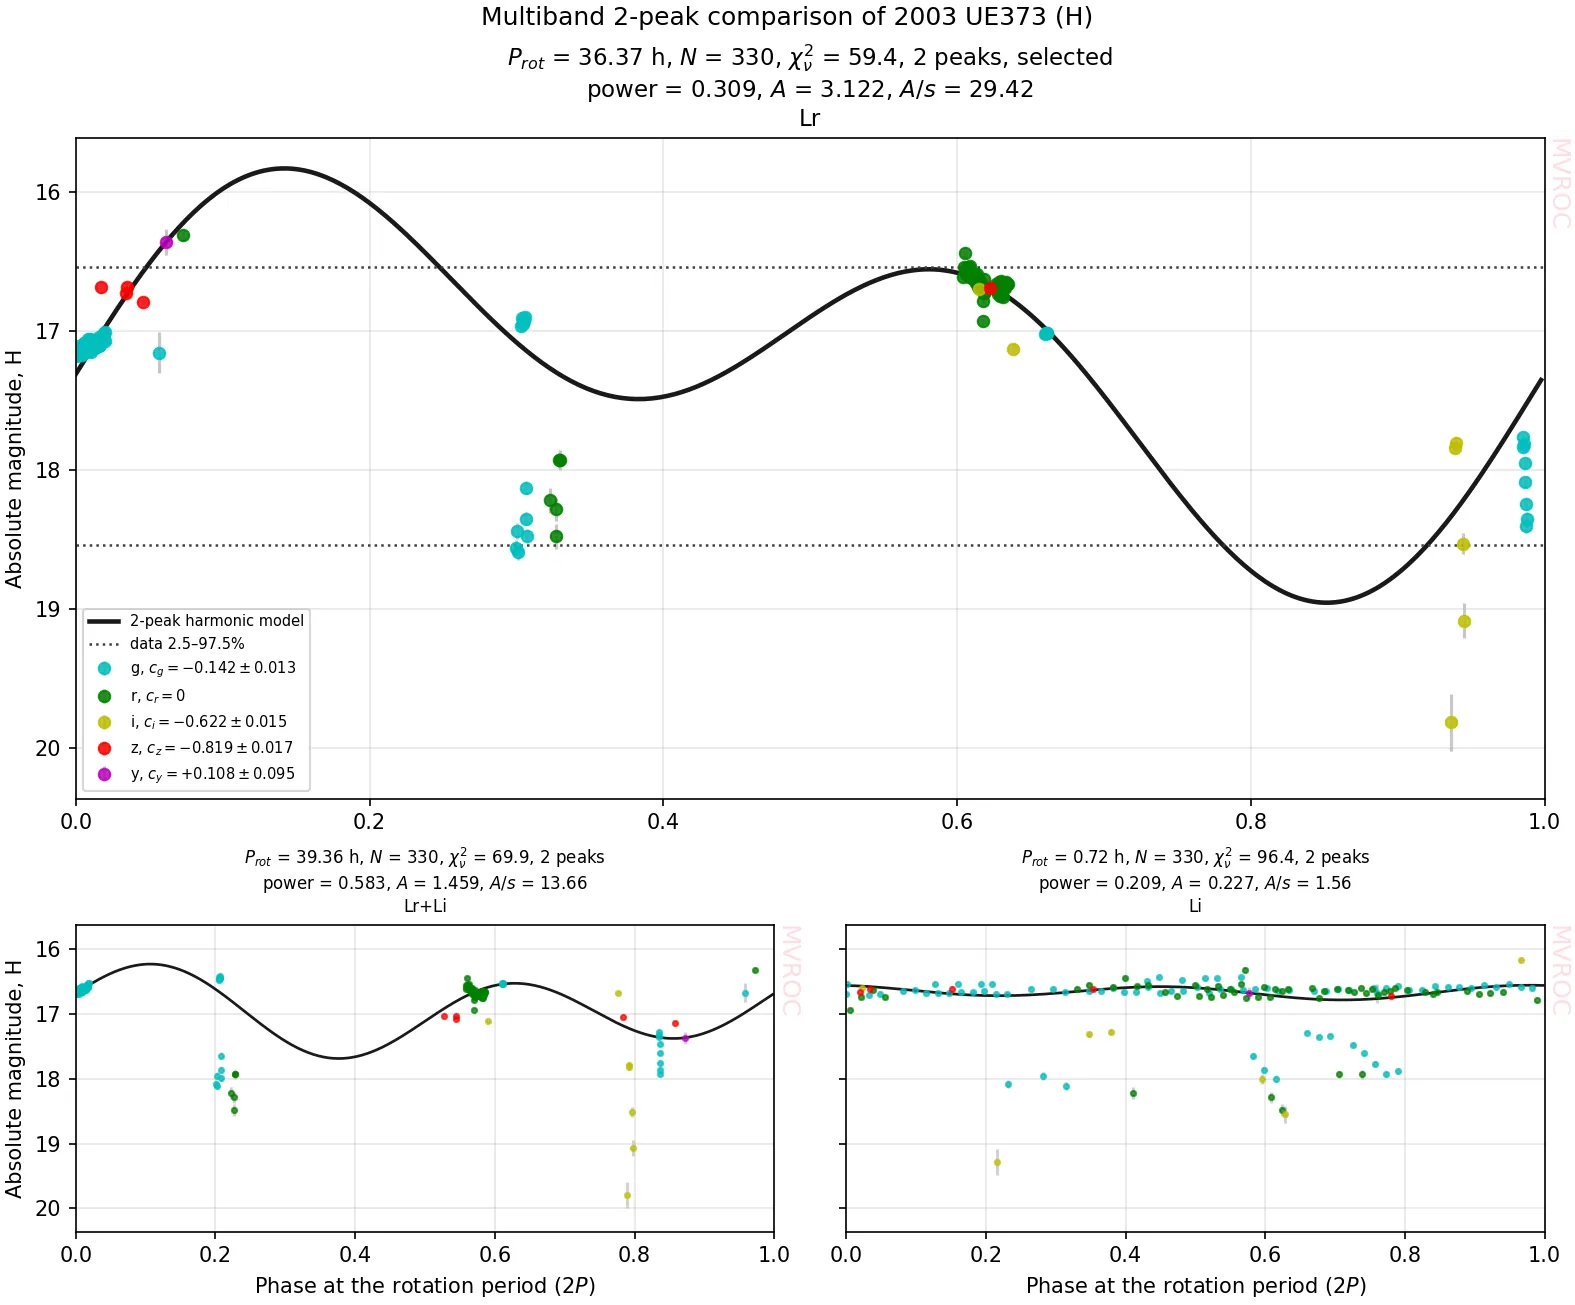 Multiband 2-peak comparison of 2003 UE373 (H)
P_rot = 36.37 h, N = 330, χ²_ν = 59.4, 2 peaks, selected
power = 0.309, A = 3.122, A/s = 29.42
Lr
MVROC
Absolute magnitude, H
16
17
18
19
20
2-peak harmonic model
data 2.5–97.5%
g, c_g = −0.142 ± 0.013
r, c_r = 0
i, c_i = −0.622 ± 0.015
z, c_z = −0.819 ± 0.017
y, c_y = +0.108 ± 0.095
0.0 0.2 0.4 0.6 0.8 1.0
P_rot = 39.36 h, N = 330, χ²_ν = 69.9, 2 peaks
power = 0.583, A = 1.459, A/s = 13.66
Lr+Li
MVROC
Absolute magnitude, H
16
17
18
19
20
0.0 0.2 0.4 0.6 0.8 1.0
Phase at the rotation period (2P)
P_rot = 0.72 h, N = 330, χ²_ν = 96.4, 2 peaks
power = 0.209, A = 0.227, A/s = 1.56
Li
MVROC
0.0 0.2 0.4 0.6 0.8 1.0
Phase at the rotation period (2P)